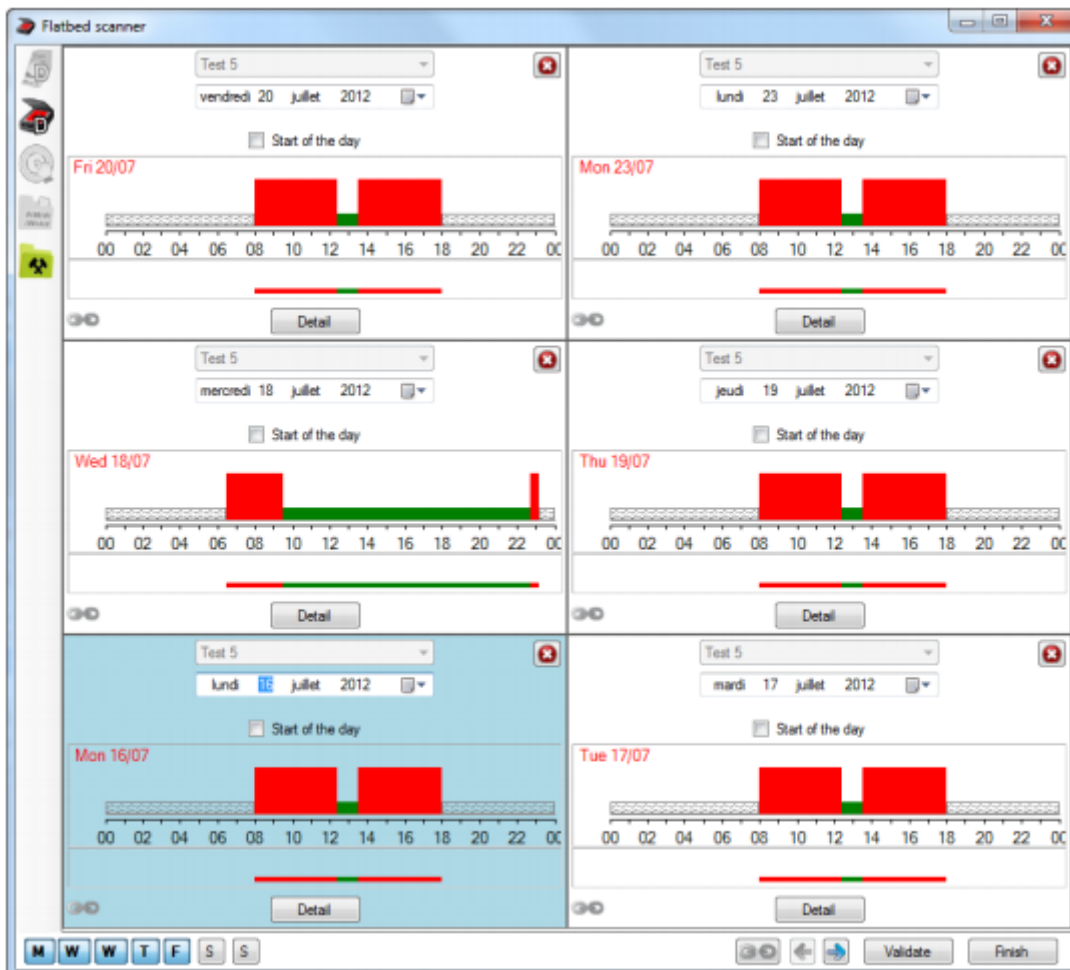 Flatbed scanner
Test 5
vendredi 20 juillet 2012
Start of the day
Fri 20/07
00 02 04 06 08 10 12 14 16 18 20 22 00
Detail
Test 5
lundi 23 juillet 2012
Start of the day
Mon 23/07
00 02 04 06 08 10 12 14 16 18 20 22 00
Detail
Test 5
mercredi 18 juillet 2012
Start of the day
Wed 18/07
00 02 04 06 08 10 12 14 16 18 20 22 00
Detail
Test 5
jeudi 19 juillet 2012
Start of the day
Thu 19/07
00 02 04 06 08 10 12 14 16 18 20 22 00
Detail
Test 5
lundi 16 juillet 2012
Start of the day
Mon 16/07
00 02 04 06 08 10 12 14 16 18 20 22 00
Detail
Test 5
mardi 17 juillet 2012
Start of the day
Tue 17/07
00 02 04 06 08 10 12 14 16 18 20 22 00
Detail
M W W T F S S Validate Finish